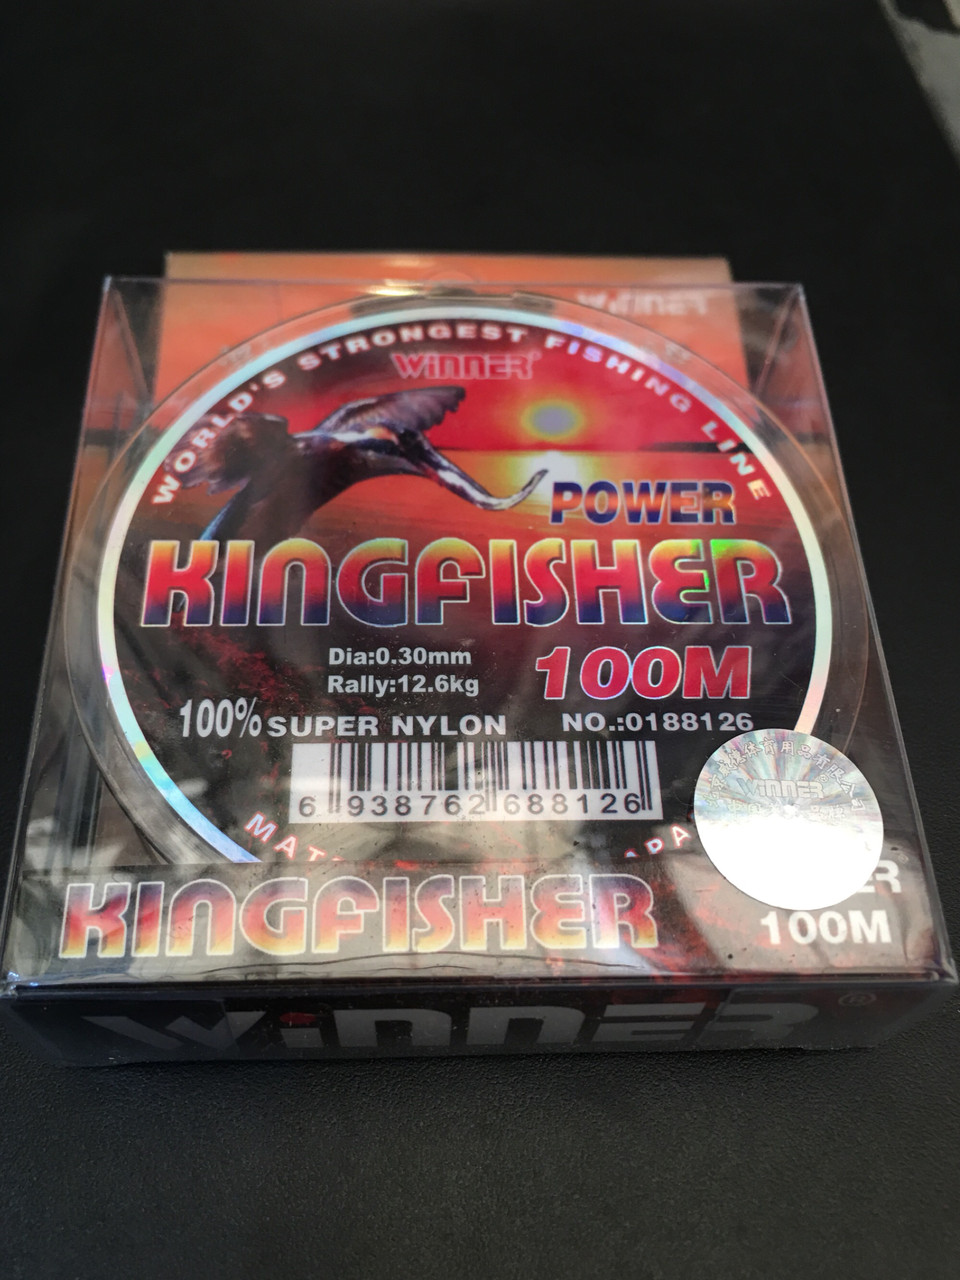 WINNER
WORLD'S STRONGEST FISHING LINE
WINNER®
POWER
KINGFISHER
Dia:0.30mm
Rally:12.6kg
100M
100% SUPER NYLON
NO.:0188126
6 938762 688126
WINNER
KINGFISHER
100M
WINNER®